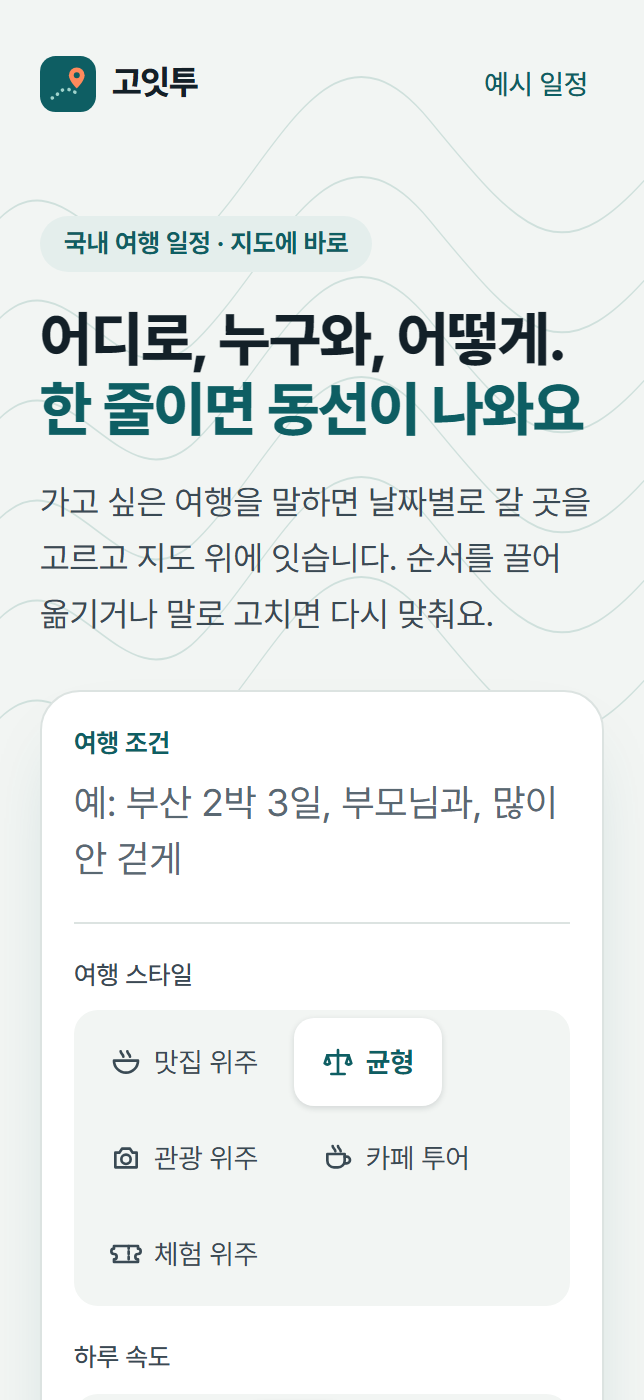 고잇투
예시 일정
국내 여행 일정 · 지도에 바로
어디로, 누구와, 어떻게.
한 줄이면 동선이 나와요
가고 싶은 여행을 말하면 날짜별로 갈 곳을
고르고 지도 위에 잇습니다. 순서를 끌어
옮기거나 말로 고치면 다시 맞춰요.
여행 조건
예: 부산 2박 3일, 부모님과, 많이
안 걷게
여행 스타일
맛집 위주
균형
관광 위주
카페 투어
체험 위주
하루 속도